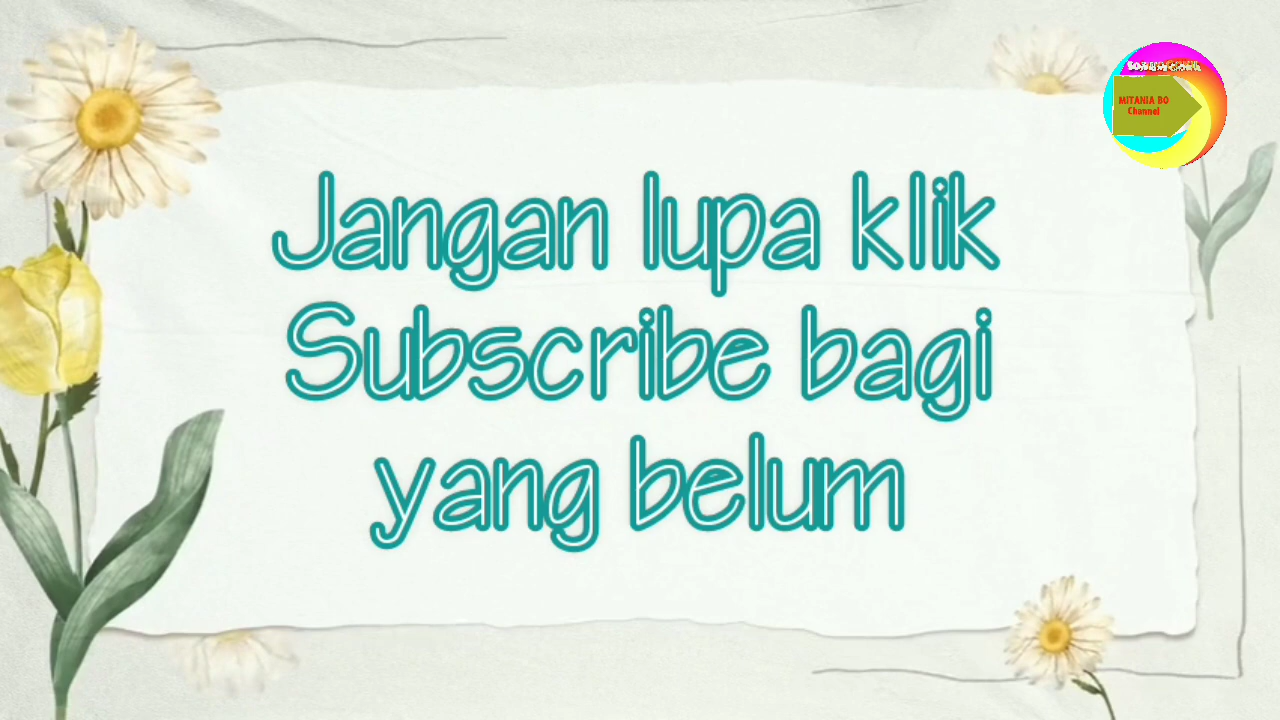 MITANIA BO
Channel
Jangan lupa klik
Subscribe bagi
yang belum